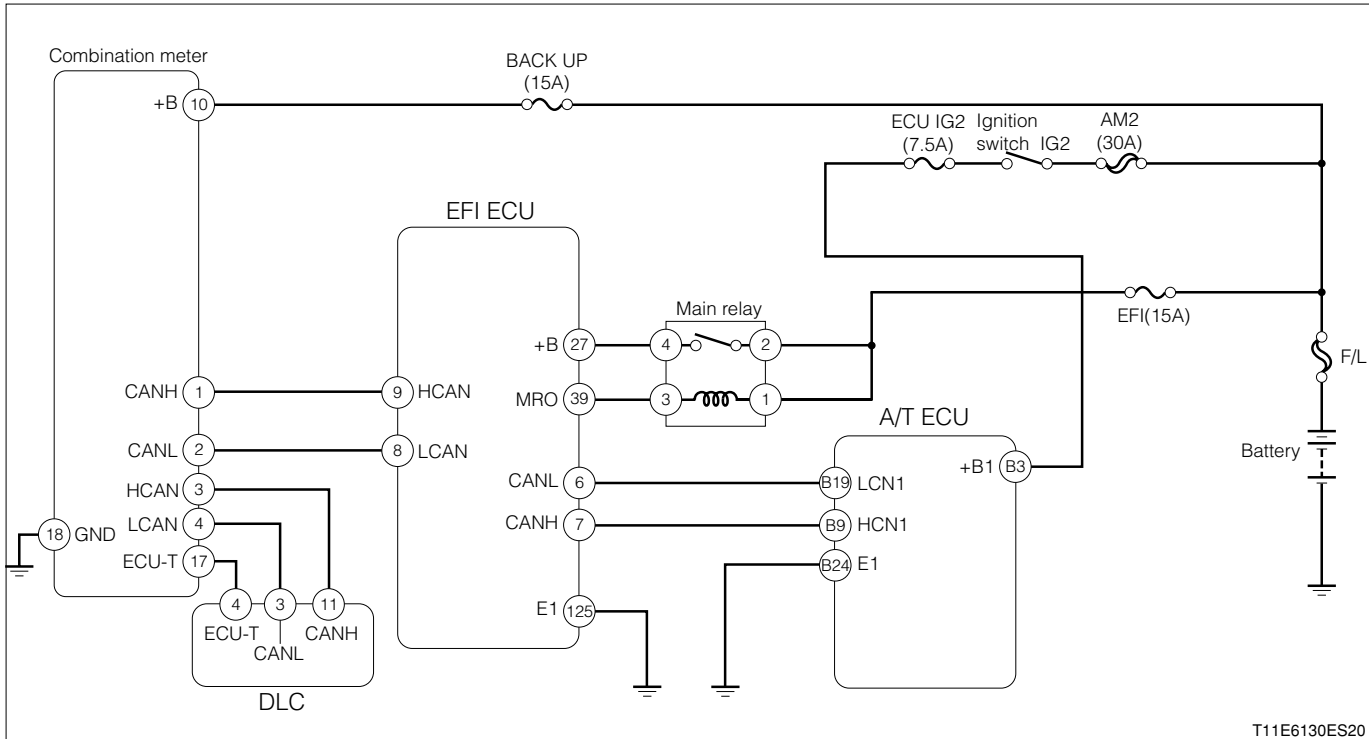 Combination meter
+B 10
BACK UP
(15A)
ECU IG2
(7.5A)
Ignition
switch IG2
AM2
(30A)
EFI ECU
EFI(15A)
Main relay
+B 27
4
2
F/L
CANH 1
9 HCAN
MRO 39
3
1
A/T ECU
CANL 2
8 LCAN
Battery
+B1 B3
HCAN 3
CANL 6
B19 LCN1
LCAN 4
CANH 7
B9 HCN1
18 GND
ECU-T 17
B24 E1
4
3
11
E1 125
ECU-T
CANH
CANL
DLC
T11E6130ES20